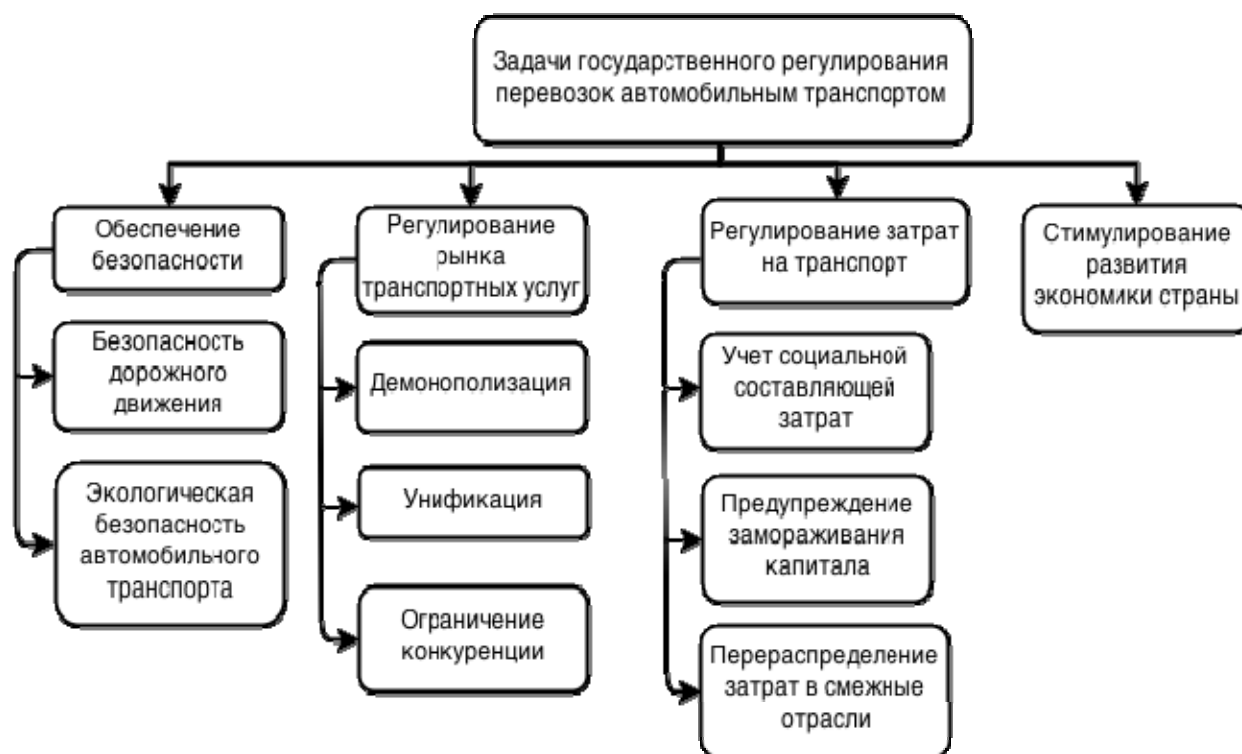 Задачи государственного регулирования
перевозок автомобильным транспортом
Обеспечение
безопасности
Безопасность
дорожного
движения
Экологическая
безопасность
автомобильного
транспорта
Регулирование
рынка
транспортных услуг
Демонополизация
Унификация
Ограничение
конкуренции
Регулирование затрат
на транспорт
Учет социальной
составляющей
затрат
Предупреждение
замораживания
капитала
Перераспределение
затрат в смежные
отрасли
Стимулирование
развития
экономики страны